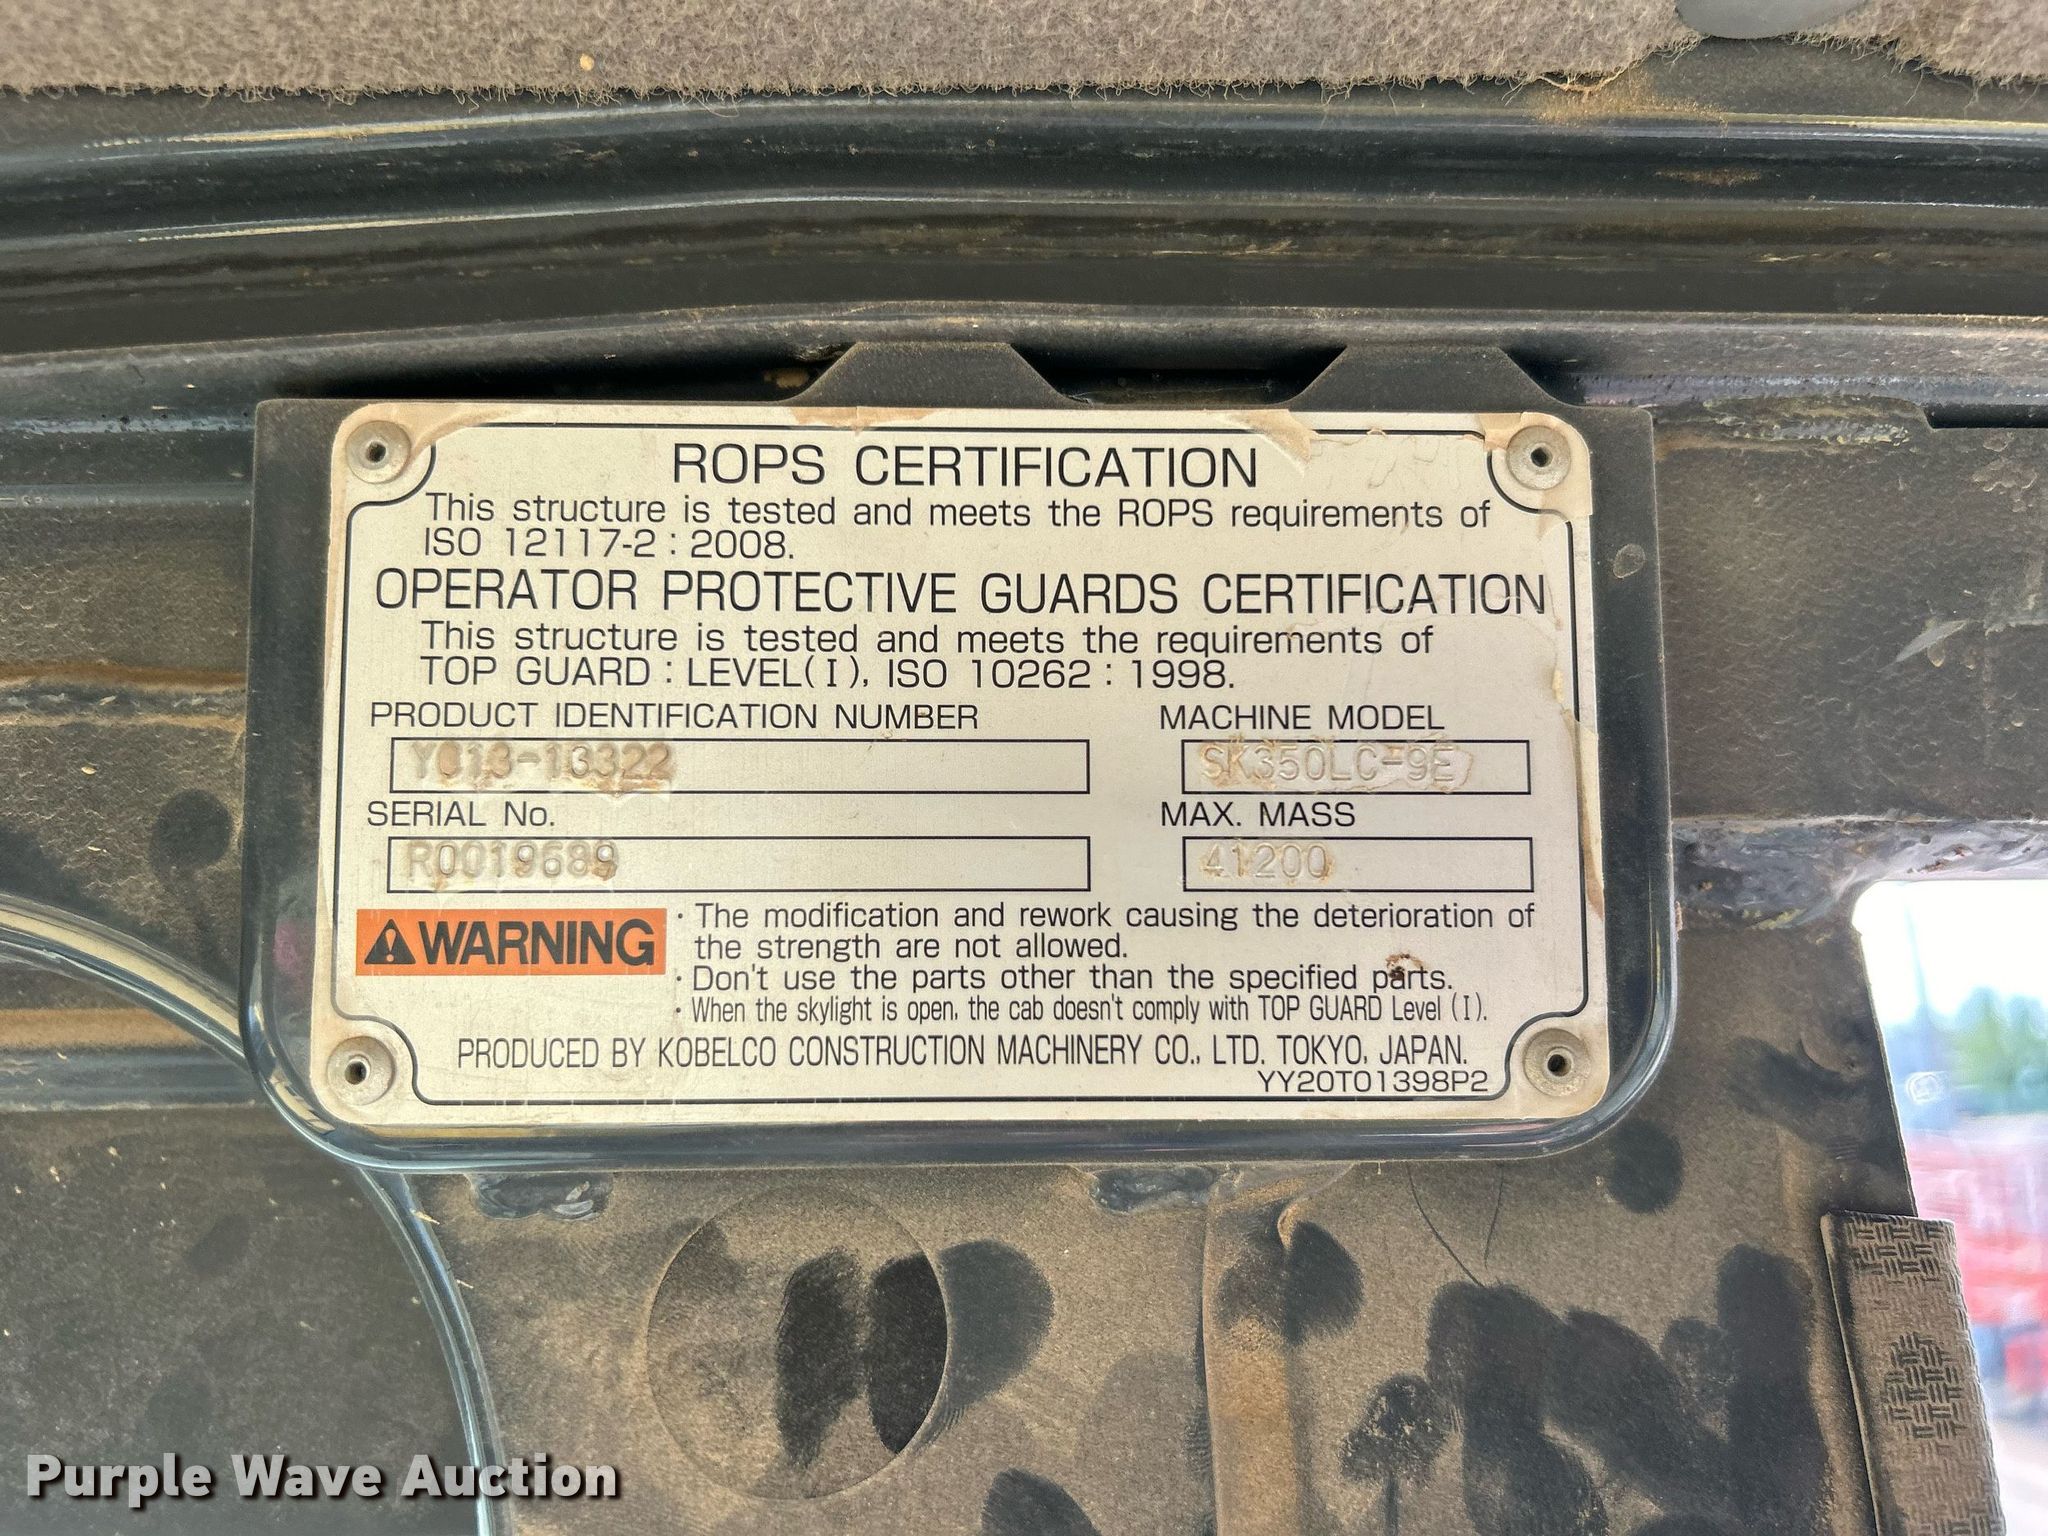 ROPS CERTIFICATION
This structure is tested and meets the ROPS requirements of
ISO 12117-2 : 2008.
OPERATOR PROTECTIVE GUARDS CERTIFICATION
This structure is tested and meets the requirements of
TOP GUARD : LEVEL(I), ISO 10262 : 1998.
PRODUCT IDENTIFICATION NUMBER MACHINE MODEL
SK350LC-9E
SERIAL No. MAX. MASS
R0019689 41200
WARNING
· The modification and rework causing the deterioration of
the strength are not allowed.
· Don't use the parts other than the specified parts.
· When the skylight is open, the cab doesn't comply with TOP GUARD Level (I).
PRODUCED BY KOBELCO CONSTRUCTION MACHINERY CO., LTD. TOKYO, JAPAN.
YY20T01398P2
Purple Wave Auction